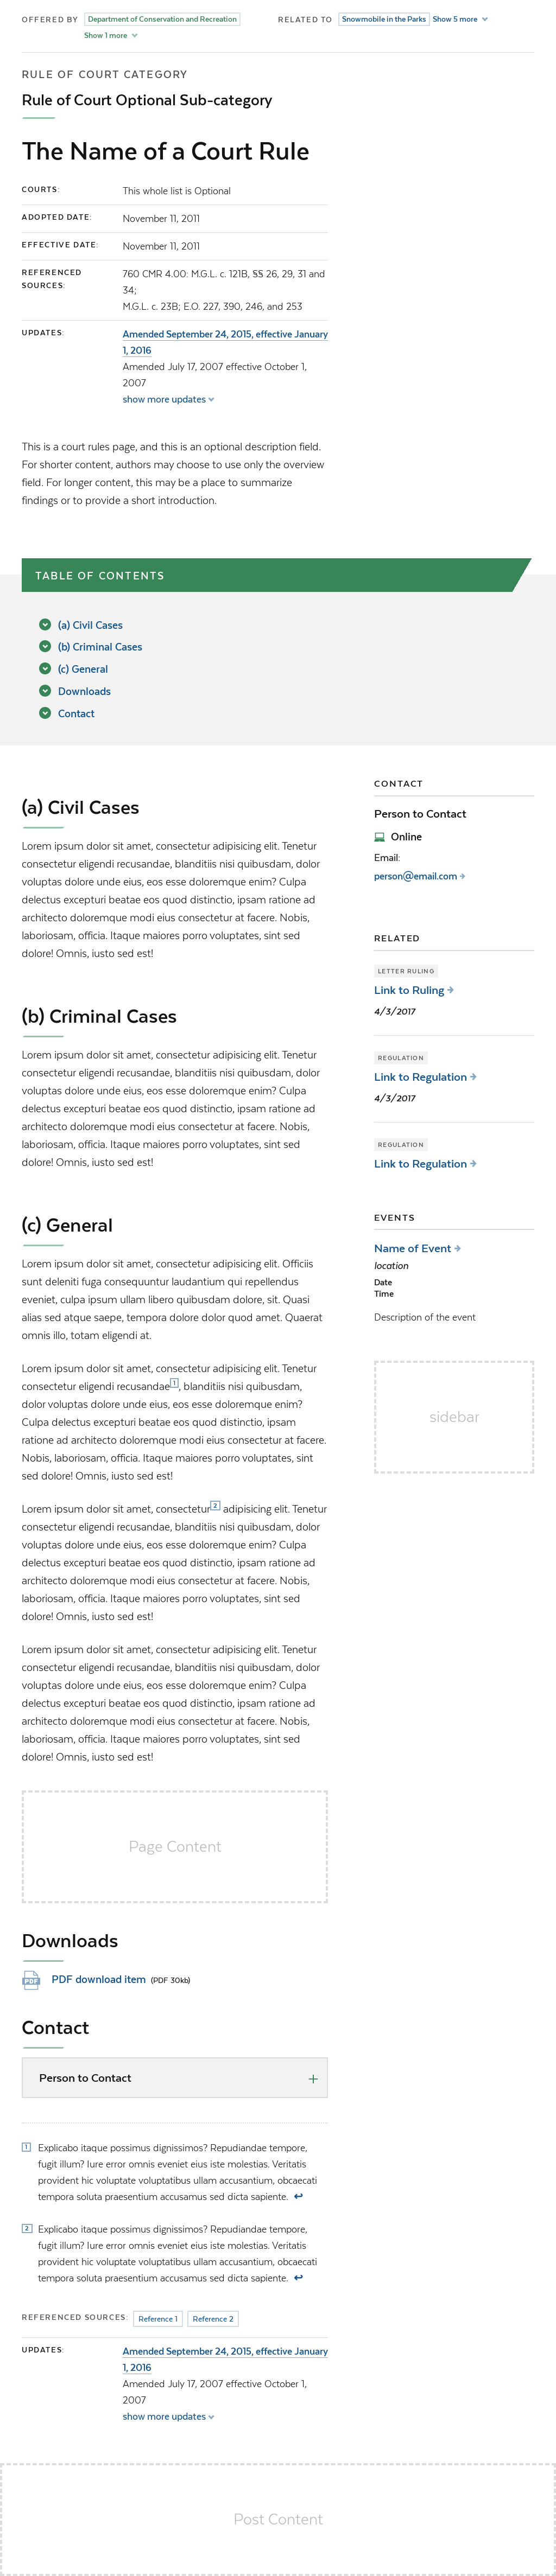 OFFERED BY Department of Conservation and Recreation
Show 1 more
RELATED TO Snowmobile in the Parks Show 5 more
RULE OF COURT CATEGORY
Rule of Court Optional Sub-category
The Name of a Court Rule
COURTS: This whole list is Optional
ADOPTED DATE: November 11, 2011
EFFECTIVE DATE: November 11, 2011
REFERENCED
SOURCES:
760 CMR 4.00: M.G.L. c. 121B, §§ 26, 29, 31 and
34;
M.G.L. c. 23B; E.O. 227, 390, 246, and 253
UPDATES: Amended September 24, 2015, effective January
1, 2016
Amended July 17, 2007 effective October 1,
2007
show more updates
This is a court rules page, and this is an optional description field.
For shorter content, authors may choose to use only the overview
field. For longer content, this may be a place to summarize
findings or to provide a short introduction.
TABLE OF CONTENTS
(a) Civil Cases
(b) Criminal Cases
(c) General
Downloads
Contact
(a) Civil Cases
Lorem ipsum dolor sit amet, consectetur adipisicing elit. Tenetur
consectetur eligendi recusandae, blanditiis nisi quibusdam, dolor
voluptas dolore unde eius, eos esse doloremque enim? Culpa
delectus excepturi beatae eos quod distinctio, ipsam ratione ad
architecto doloremque modi eius consectetur at facere. Nobis,
laboriosam, officia. Itaque maiores porro voluptates, sint sed
dolore! Omnis, iusto sed est!
(b) Criminal Cases
Lorem ipsum dolor sit amet, consectetur adipisicing elit. Tenetur
consectetur eligendi recusandae, blanditiis nisi quibusdam, dolor
voluptas dolore unde eius, eos esse doloremque enim? Culpa
delectus excepturi beatae eos quod distinctio, ipsam ratione ad
architecto doloremque modi eius consectetur at facere. Nobis,
laboriosam, officia. Itaque maiores porro voluptates, sint sed
dolore! Omnis, iusto sed est!
(c) General
Lorem ipsum dolor sit amet, consectetur adipisicing elit. Officiis
sunt deleniti fuga consequuntur laudantium qui repellendus
eveniet, culpa ipsum ullam libero quibusdam dolore, sit. Quasi
alias sed atque saepe, tempora dolore dolor quod amet. Quaerat
omnis illo, totam eligendi at.
Lorem ipsum dolor sit amet, consectetur adipisicing elit. Tenetur
consectetur eligendi recusandae1, blanditiis nisi quibusdam,
dolor voluptas dolore unde eius, eos esse doloremque enim?
Culpa delectus excepturi beatae eos quod distinctio, ipsam
ratione ad architecto doloremque modi eius consectetur at facere.
Nobis, laboriosam, officia. Itaque maiores porro voluptates, sint
sed dolore! Omnis, iusto sed est!
Lorem ipsum dolor sit amet, consectetur2 adipisicing elit. Tenetur
consectetur eligendi recusandae, blanditiis nisi quibusdam, dolor
voluptas dolore unde eius, eos esse doloremque enim? Culpa
delectus excepturi beatae eos quod distinctio, ipsam ratione ad
architecto doloremque modi eius consectetur at facere. Nobis,
laboriosam, officia. Itaque maiores porro voluptates, sint sed
dolore! Omnis, iusto sed est!
Lorem ipsum dolor sit amet, consectetur adipisicing elit. Tenetur
consectetur eligendi recusandae, blanditiis nisi quibusdam, dolor
voluptas dolore unde eius, eos esse doloremque enim? Culpa
delectus excepturi beatae eos quod distinctio, ipsam ratione ad
architecto doloremque modi eius consectetur at facere. Nobis,
laboriosam, officia. Itaque maiores porro voluptates, sint sed
dolore! Omnis, iusto sed est!
Page Content
Downloads
PDF PDF download item (PDF 30kb)
Contact
Person to Contact
1 Explicabo itaque possimus dignissimos? Repudiandae tempore,
fugit illum? Iure error omnis eveniet eius iste molestias. Veritatis
provident hic voluptate voluptatibus ullam accusantium, obcaecati
tempora soluta praesentium accusamus sed dicta sapiente. ↩
2 Explicabo itaque possimus dignissimos? Repudiandae tempore,
fugit illum? Iure error omnis eveniet eius iste molestias. Veritatis
provident hic voluptate voluptatibus ullam accusantium, obcaecati
tempora soluta praesentium accusamus sed dicta sapiente. ↩
REFERENCED SOURCES: Reference 1 Reference 2
UPDATES: Amended September 24, 2015, effective January
1, 2016
Amended July 17, 2007 effective October 1,
2007
show more updates
CONTACT
Person to Contact
Online
Email:
person@email.com
RELATED
LETTER RULING
Link to Ruling
4/3/2017
REGULATION
Link to Regulation
4/3/2017
REGULATION
Link to Regulation
EVENTS
Name of Event
location
Date
Time
Description of the event
sidebar
Post Content